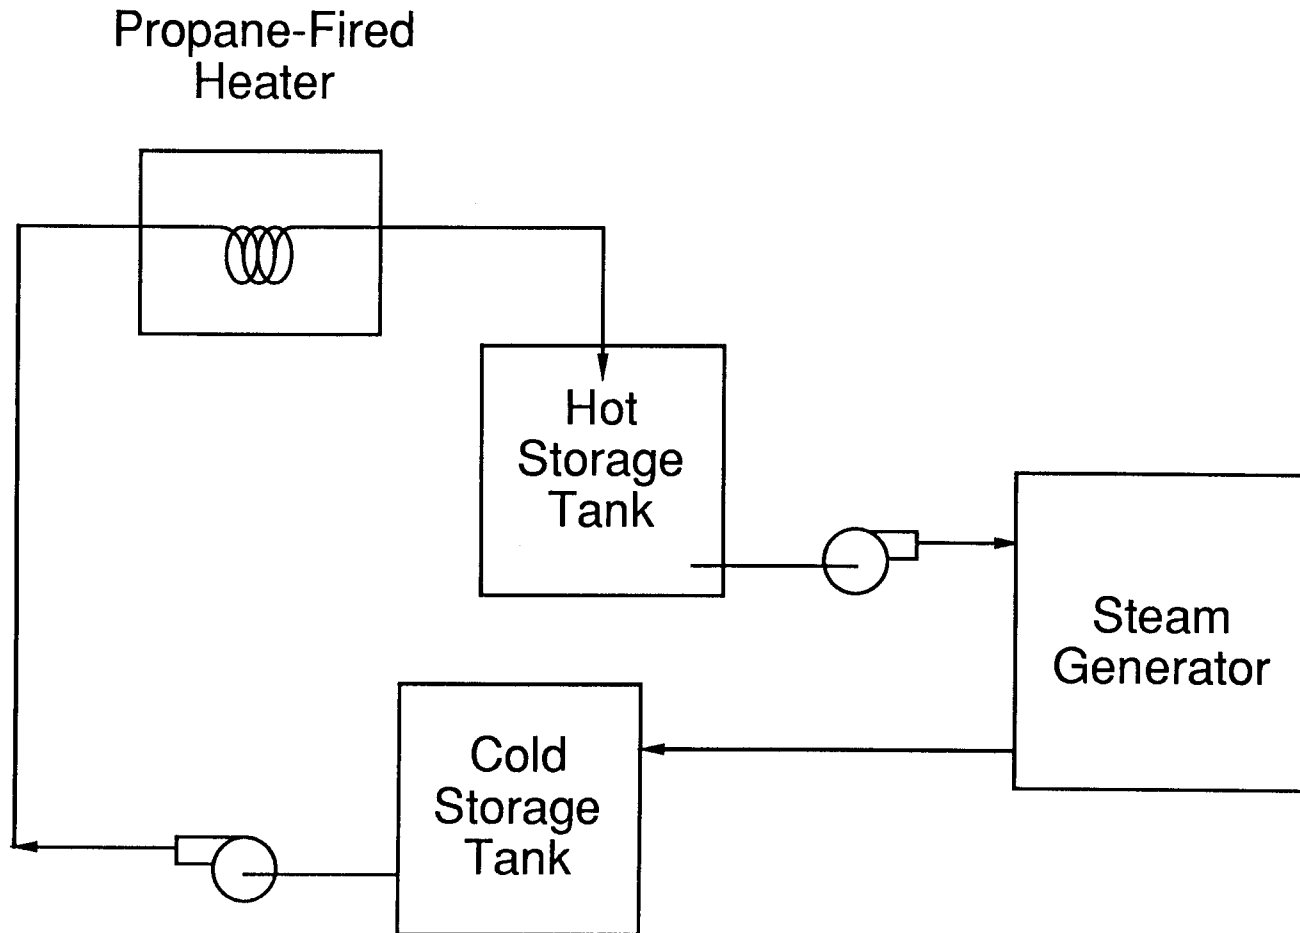 Propane-Fired
Heater
Hot
Storage
Tank
Steam
Generator
Cold
Storage
Tank